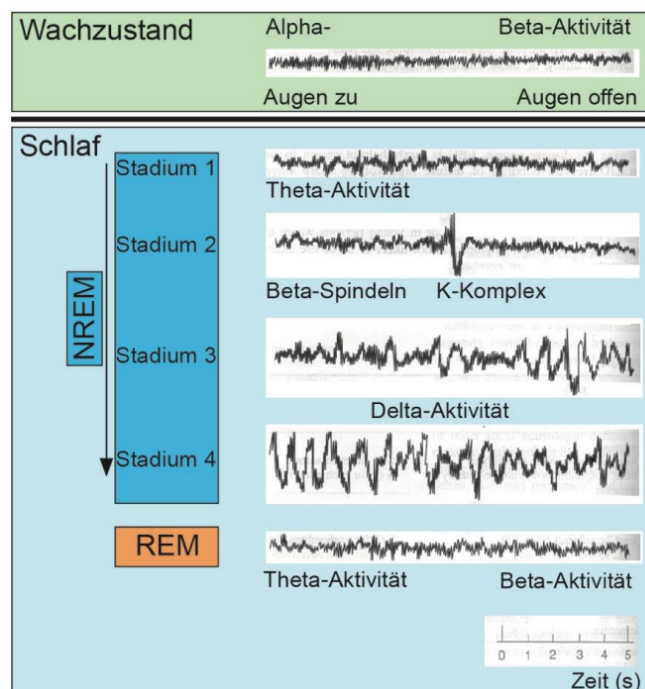 Wachzustand
Alpha- Beta-Aktivität
Augen zu Augen offen
Schlaf
Stadium 1
Theta-Aktivität
Stadium 2
Beta-Spindeln K-Komplex
NREM
Stadium 3
Delta-Aktivität
Stadium 4
REM
Theta-Aktivität Beta-Aktivität
0 1 2 3 4 5
Zeit (s)